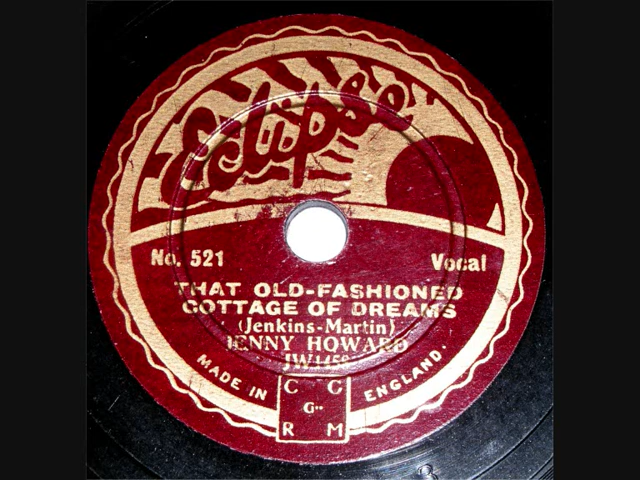 Eclipse
No. 521
Vocal
THAT OLD-FASHIONED
COTTAGE OF DREAMS
(Jenkins-Martin)
JENNY HOWARD
MADE IN ENGLAND.
C C
G
R M